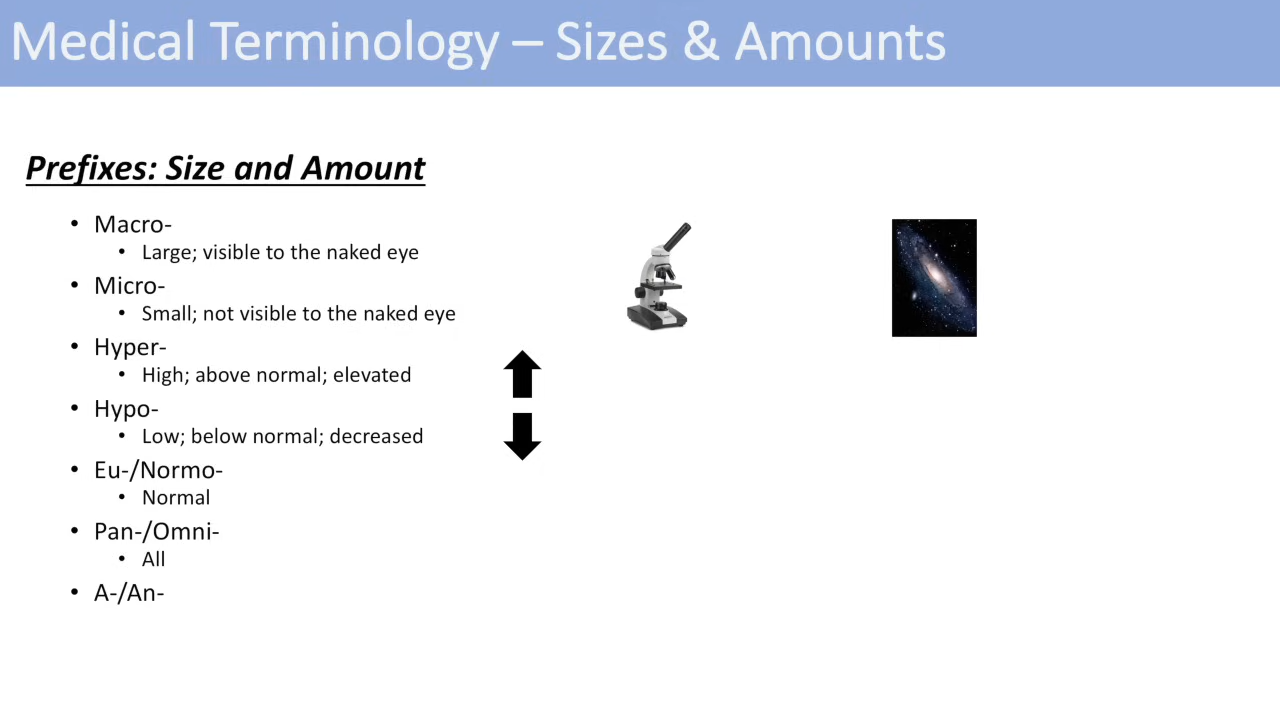 Medical Terminology – Sizes & Amounts
Prefixes: Size and Amount
• Macro-
• Large; visible to the naked eye
• Micro-
• Small; not visible to the naked eye
• Hyper-
• High; above normal; elevated
• Hypo-
• Low; below normal; decreased
• Eu-/Normo-
• Normal
• Pan-/Omni-
• All
• A-/An-